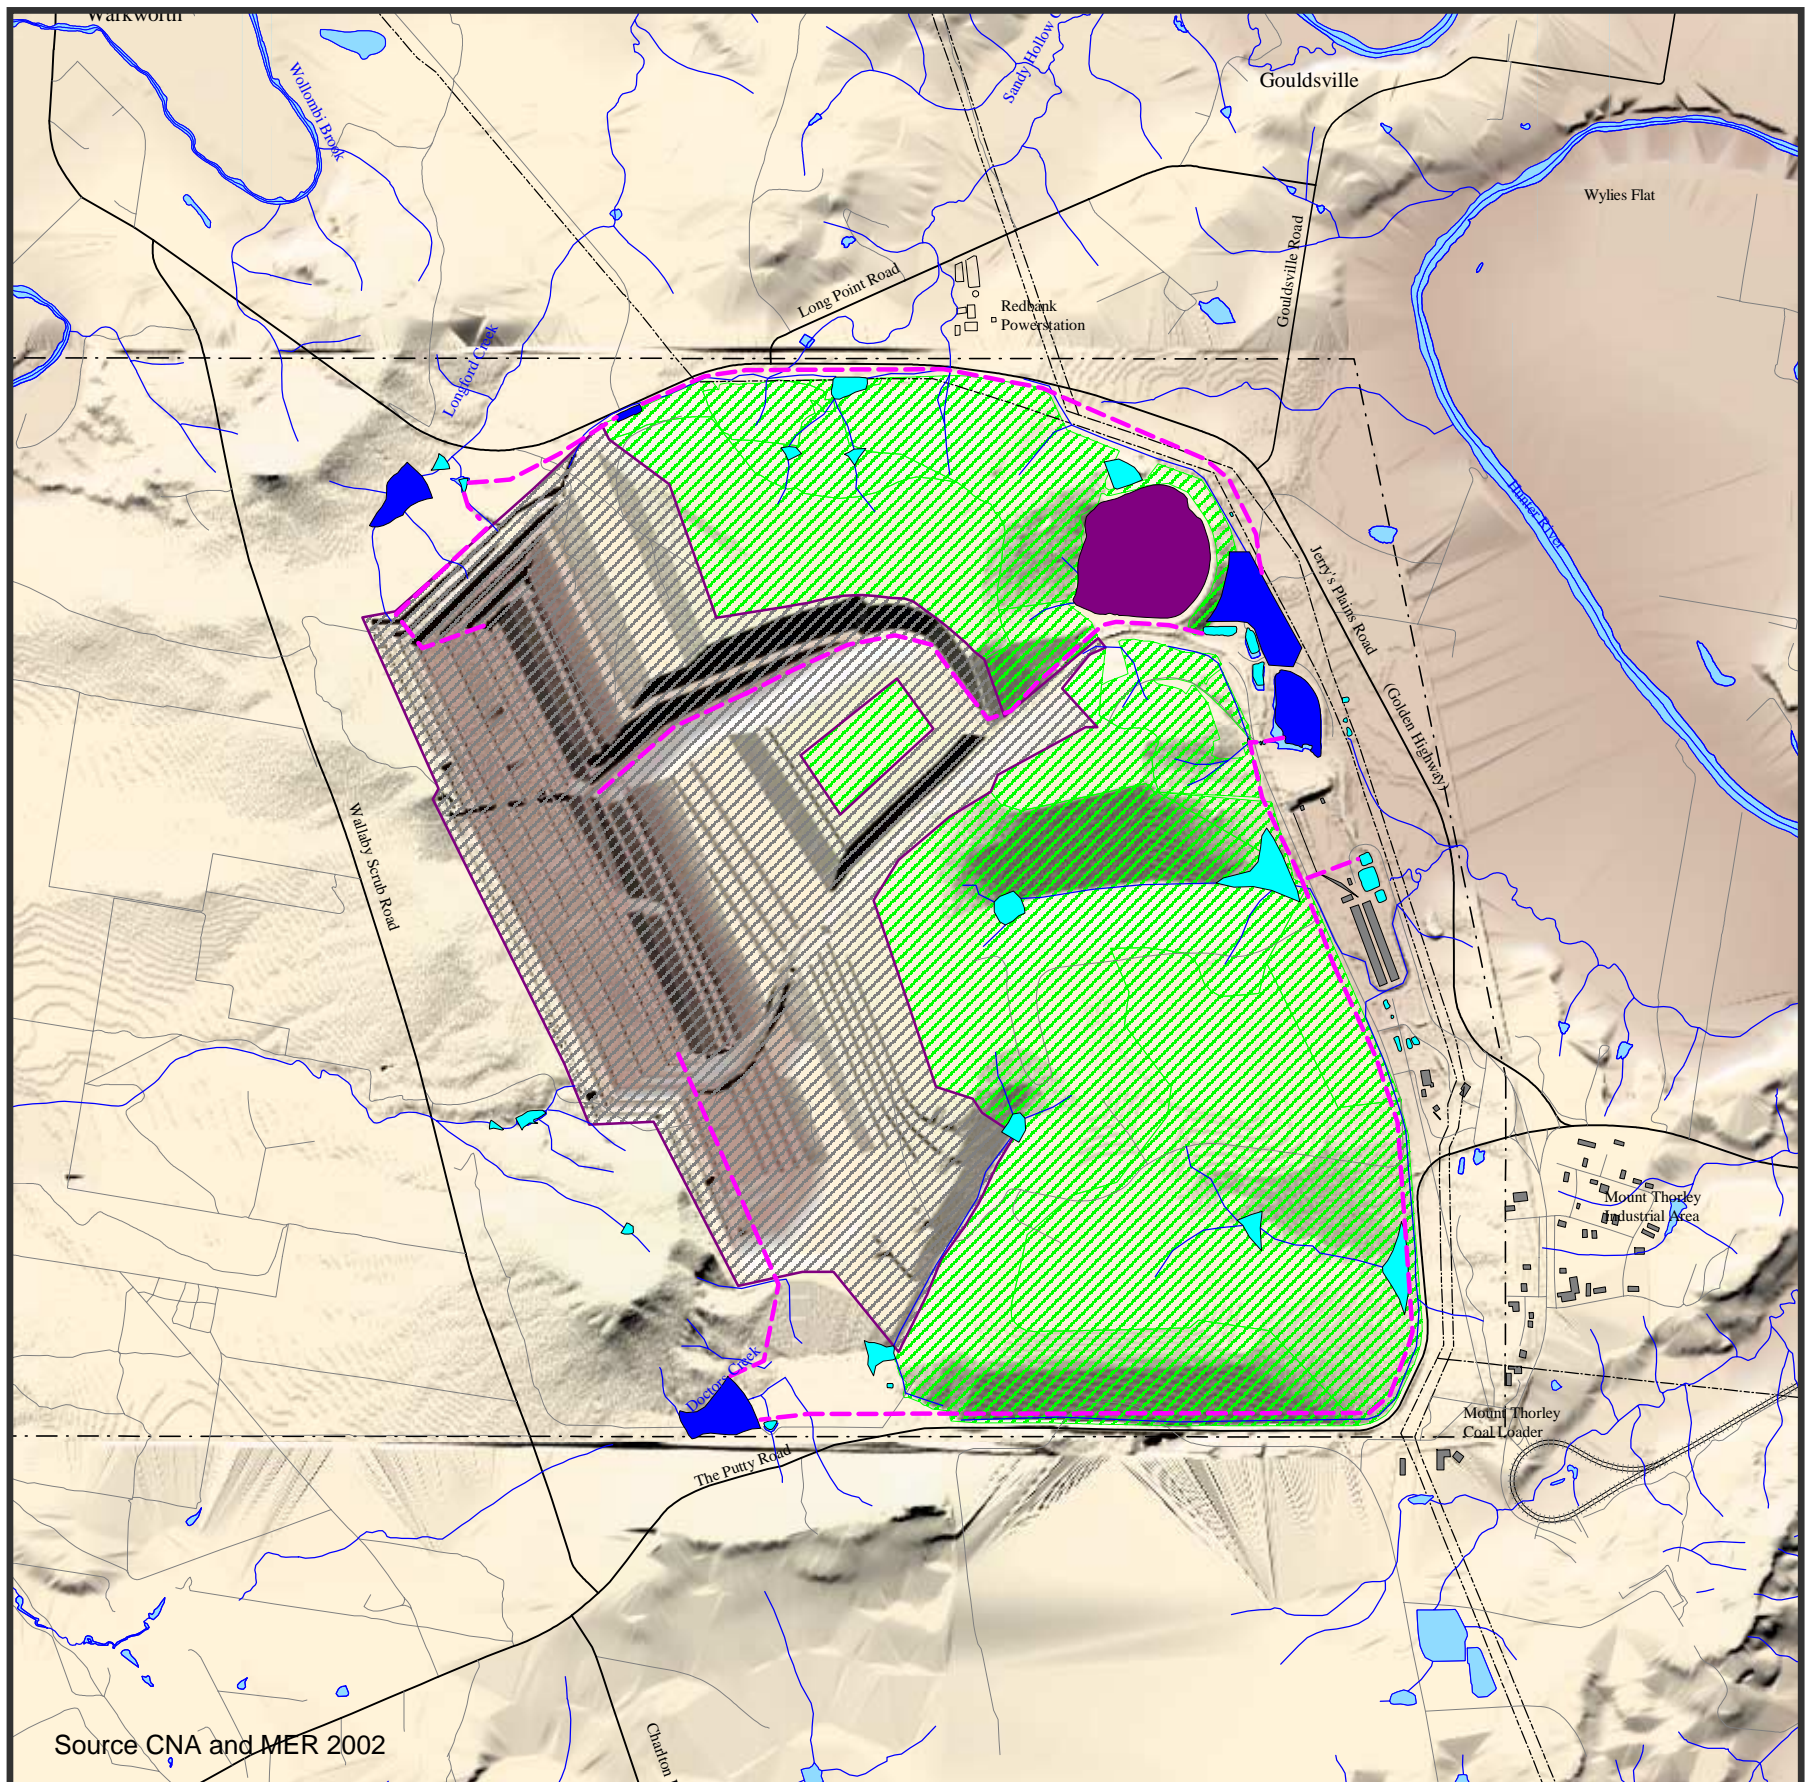 Warkworth
Wollombi Brook
Sandy Hollow
Gouldsville
Wylies Flat
Gouldsville Road
Long Point Road
Redbank
Powerstation
Longford Creek
Hunter River
Jerry's Plains Road
(Golden Highway)
Wallaby Scrub Road
Mount Thorley
Industrial Area
Doctors Creek
Mount Thorley
Coal Loader
The Putty Road
Charlton
Source CNA and MER 2002